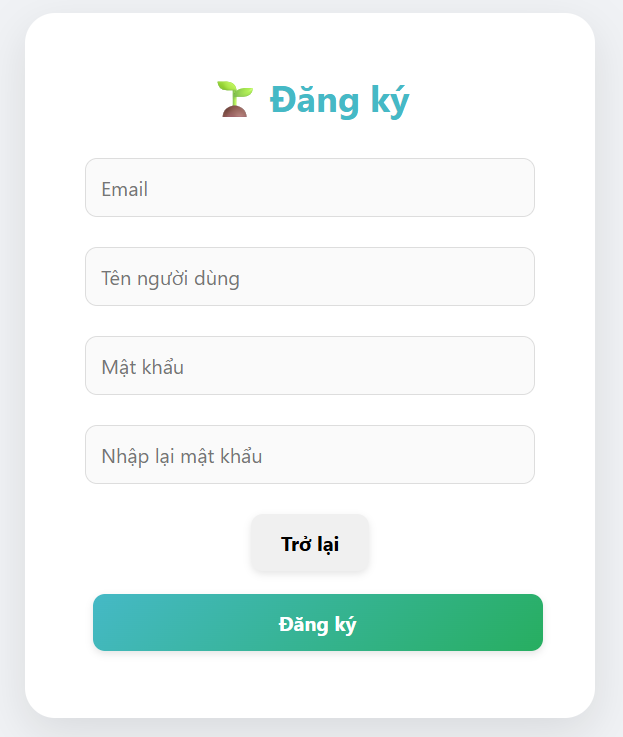 🌱 Đăng ký
Email
Tên người dùng
Mật khẩu
Nhập lại mật khẩu
Trở lại
Đăng ký